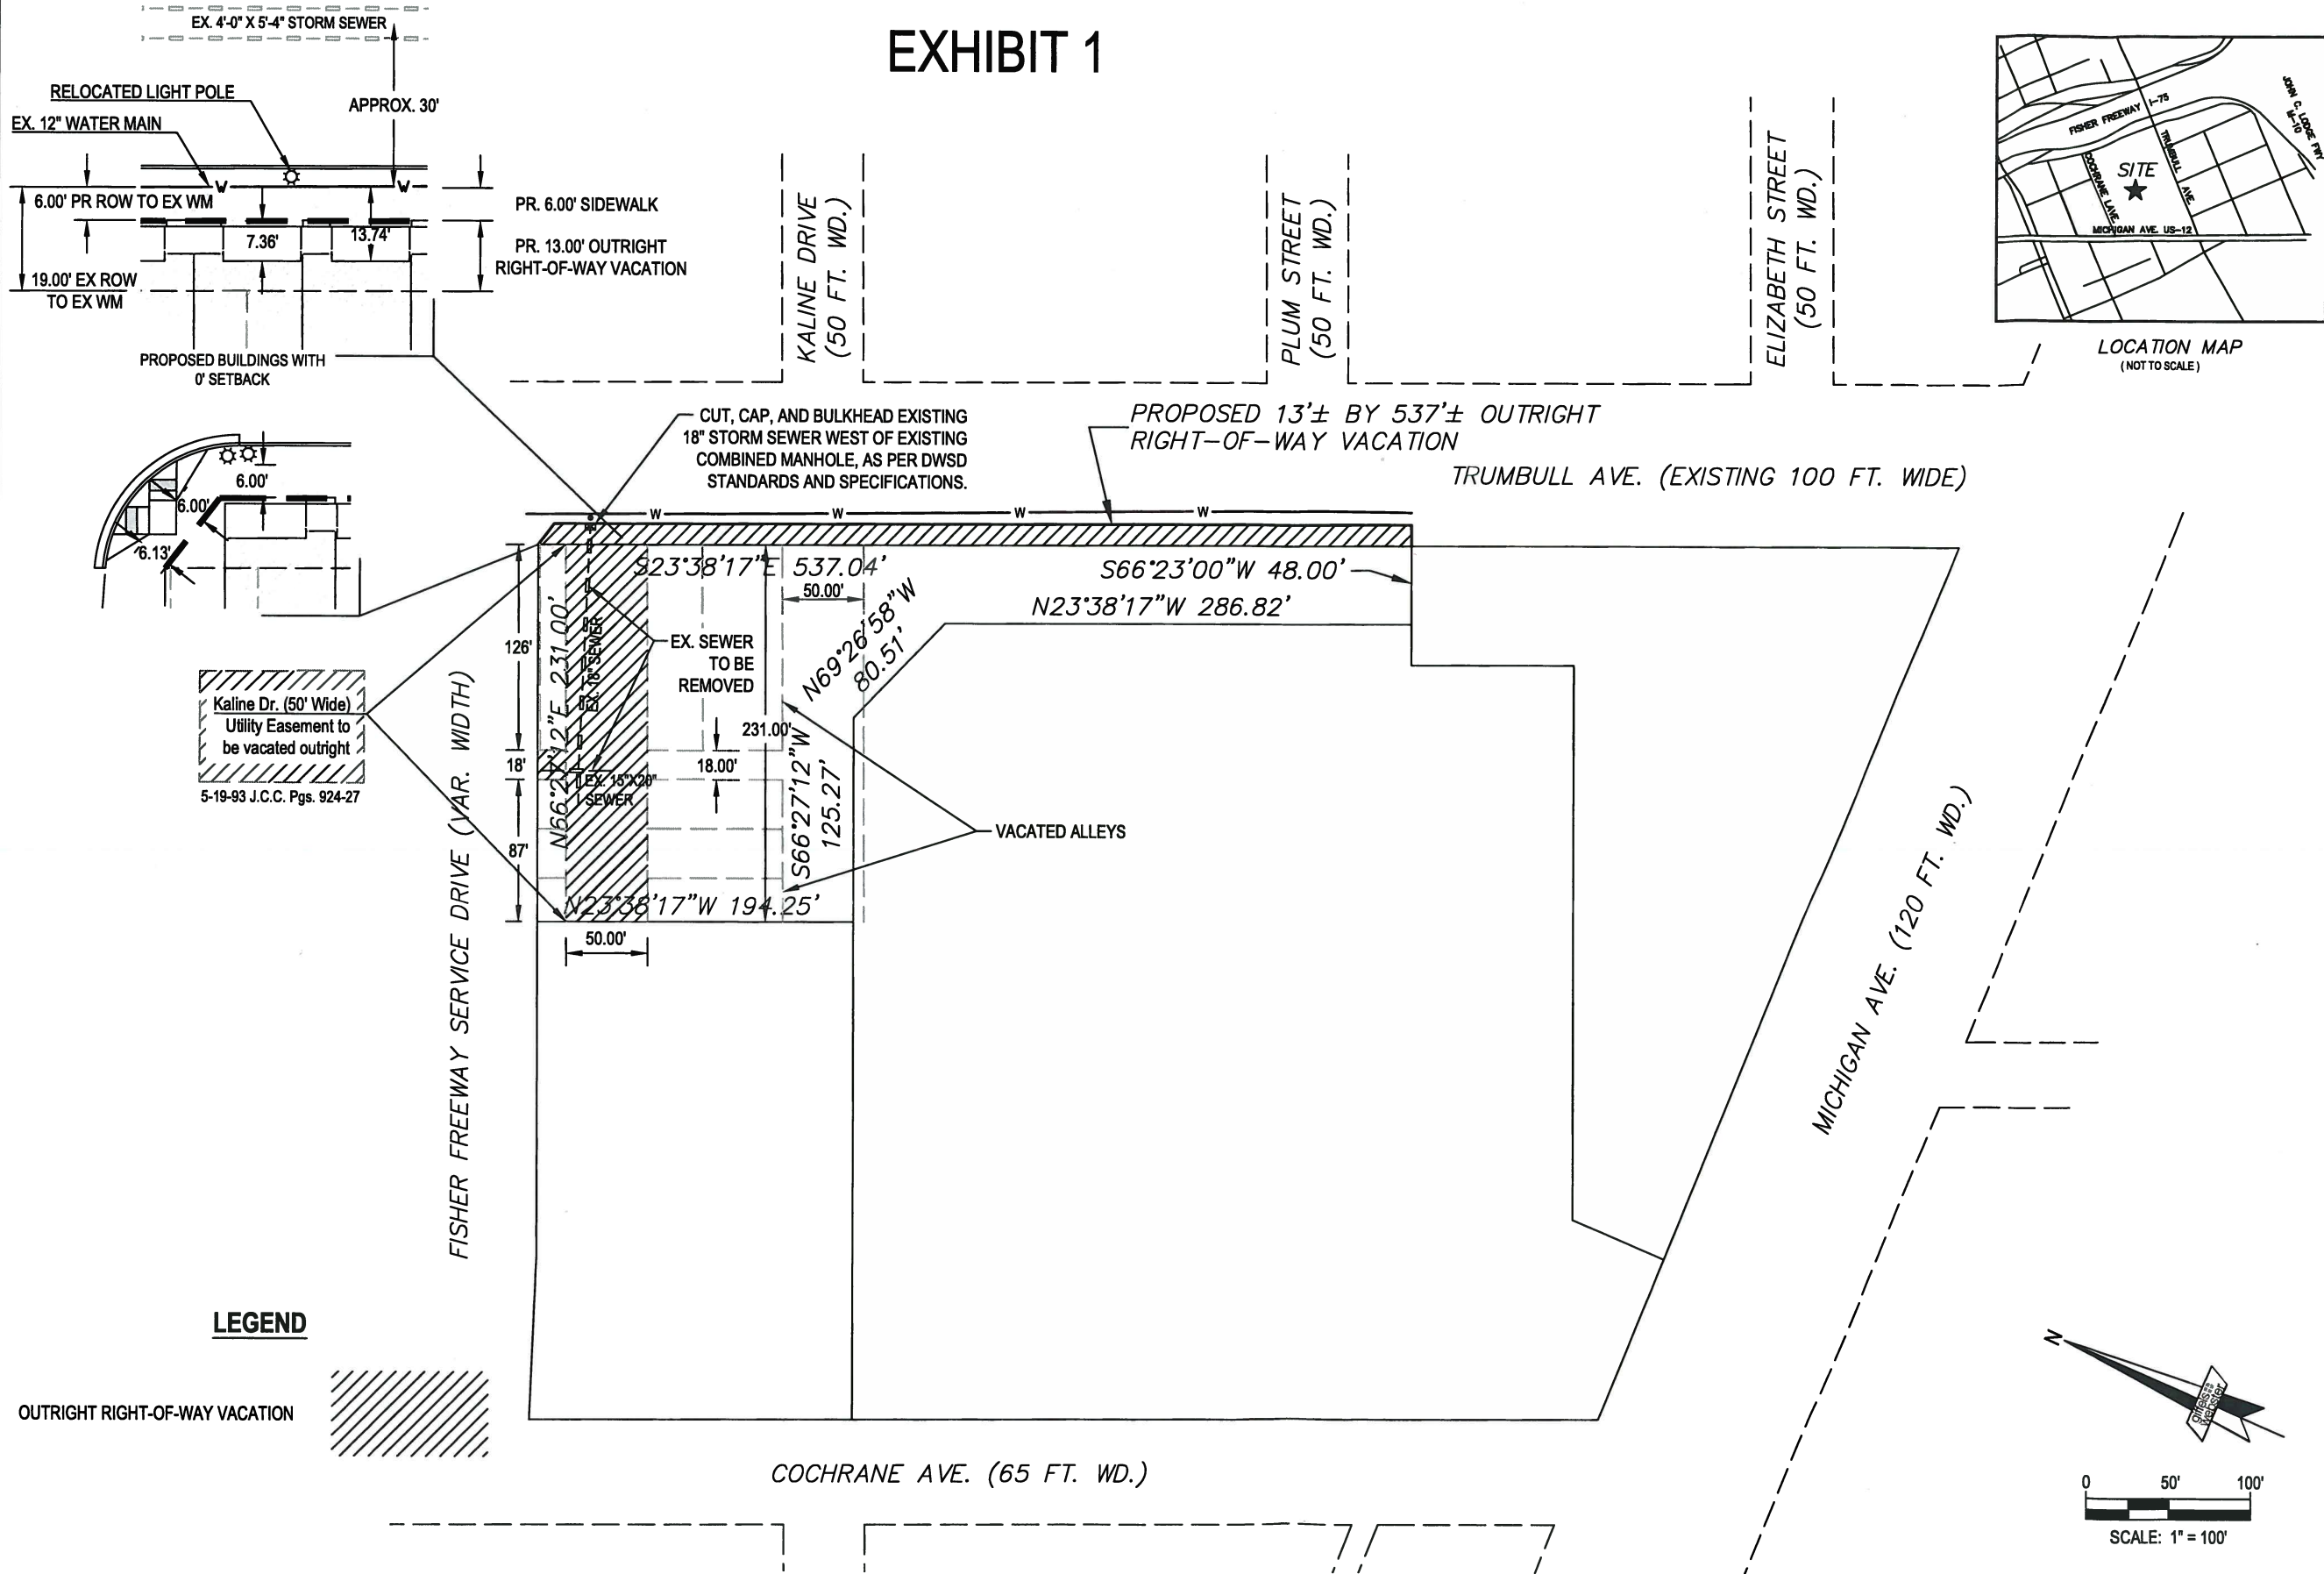 EXHIBIT 1
EX. 4'-0" X 5'-4" STORM SEWER
RELOCATED LIGHT POLE
APPROX. 30'
EX. 12" WATER MAIN
W
W
6.00' PR ROW TO EX WM
7.36'
13.74'
PR. 6.00' SIDEWALK
PR. 13.00' OUTRIGHT
RIGHT-OF-WAY VACATION
19.00' EX ROW
TO EX WM
PROPOSED BUILDINGS WITH
0' SETBACK
KALINE DRIVE
(50 FT. WD.)
PLUM STREET
(50 FT. WD.)
ELIZABETH STREET
(50 FT. WD.)
FISHER FREEWAY I-75
JOHN C. LODGE FWY
M-10
TRUMBULL AVE.
COCHRANE AVE.
SITE
MICHIGAN AVE. US-12
LOCATION MAP
( NOT TO SCALE )
6.00'
6.00'
6.13'
CUT, CAP, AND BULKHEAD EXISTING
18" STORM SEWER WEST OF EXISTING
COMBINED MANHOLE, AS PER DWSD
STANDARDS AND SPECIFICATIONS.
PROPOSED 13'± BY 537'± OUTRIGHT
RIGHT-OF-WAY VACATION
TRUMBULL AVE. (EXISTING 100 FT. WIDE)
W
W
W
W
S23°38'17"E 537.04'
50.00'
S66°23'00"W 48.00'
N23°38'17"W 286.82'
N69°26'58"W
80.51'
126'
N66°27'12"E 231.00'
EX. 18" SEWER
EX. SEWER
TO BE
REMOVED
231.00'
18'
18.00'
EX. 15"X20"
SEWER
S66°27'12"W
125.27'
87'
VACATED ALLEYS
N23°38'17"W 194.25'
50.00'
Kaline Dr. (50' Wide)
Utility Easement to
be vacated outright
5-19-93 J.C.C. Pgs. 924-27
FISHER FREEWAY SERVICE DRIVE (VAR. WIDTH)
MICHIGAN AVE. (120 FT. WD.)
LEGEND
OUTRIGHT RIGHT-OF-WAY VACATION
COCHRANE AVE. (65 FT. WD.)
N
giffels
webster
0 50' 100'
SCALE: 1" = 100'